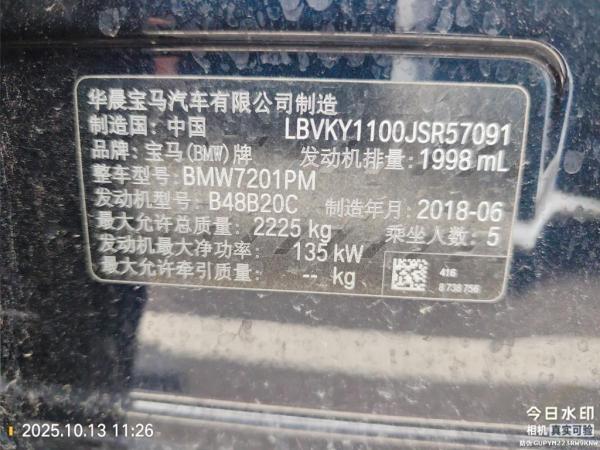 华晨宝马汽车有限公司制造
制造国：中国 LBVKY1100JSR57091
品牌：宝马(BMW)牌 发动机排量：1998 mL
整车型号：BMW7201PM
发动机型号：B48B20C 制造年月：2018-06
最大允许总质量：2225 kg 乘坐人数：5
发动机最大净功率：135 kW
最大允许牵引质量：-- kg
416
8738756
2025.10.13 11:26
今日水印
相机 真实可验
防伪 GUPYM223RW9KNW